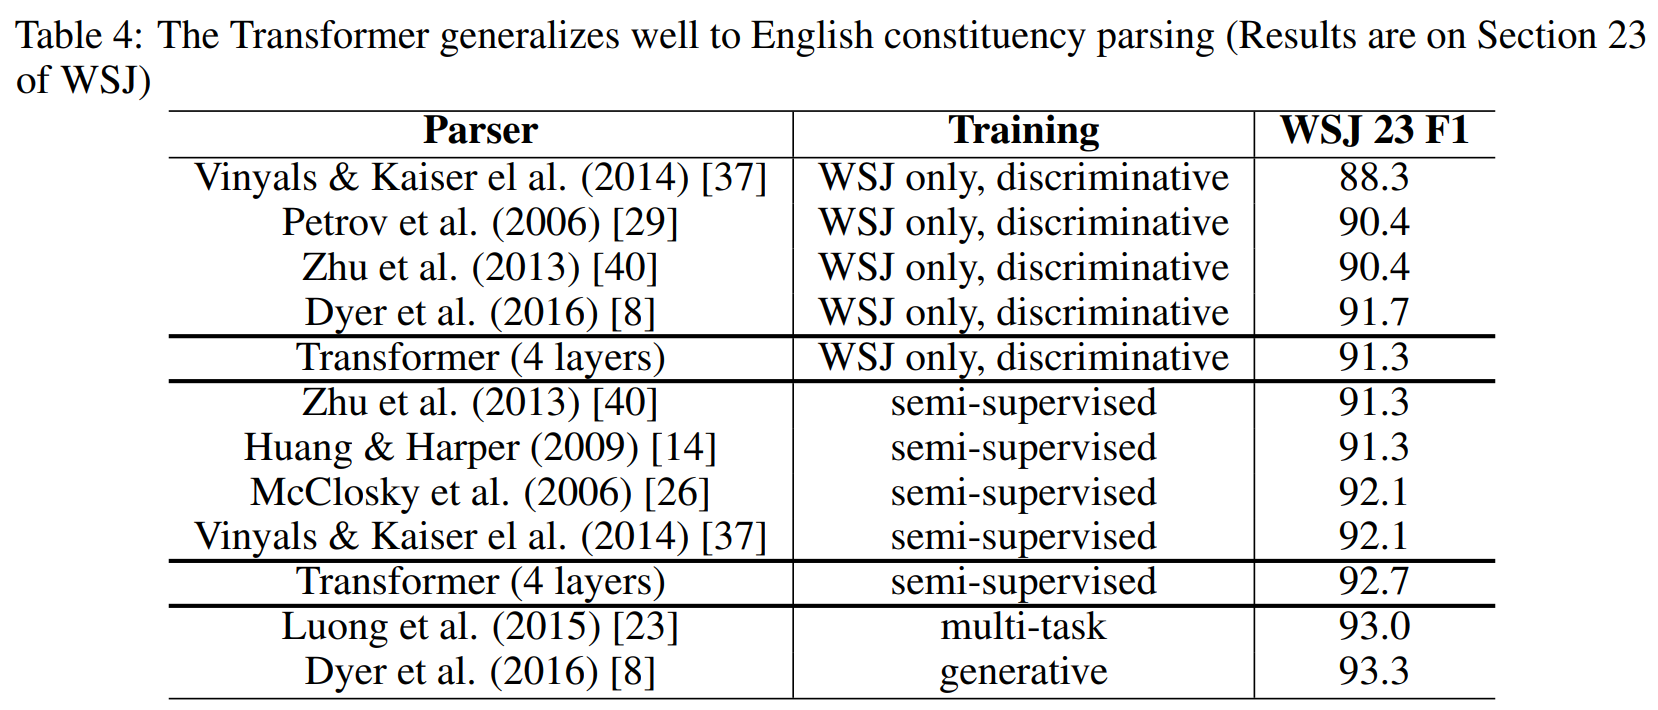 Table 4: The Transformer generalizes well to English constituency parsing (Results are on Section 23
of WSJ)
Parser Training WSJ 23 F1
Vinyals & Kaiser el al. (2014) [37] WSJ only, discriminative 88.3
Petrov et al. (2006) [29] WSJ only, discriminative 90.4
Zhu et al. (2013) [40] WSJ only, discriminative 90.4
Dyer et al. (2016) [8] WSJ only, discriminative 91.7
Transformer (4 layers) WSJ only, discriminative 91.3
Zhu et al. (2013) [40] semi-supervised 91.3
Huang & Harper (2009) [14] semi-supervised 91.3
McClosky et al. (2006) [26] semi-supervised 92.1
Vinyals & Kaiser el al. (2014) [37] semi-supervised 92.1
Transformer (4 layers) semi-supervised 92.7
Luong et al. (2015) [23] multi-task 93.0
Dyer et al. (2016) [8] generative 93.3